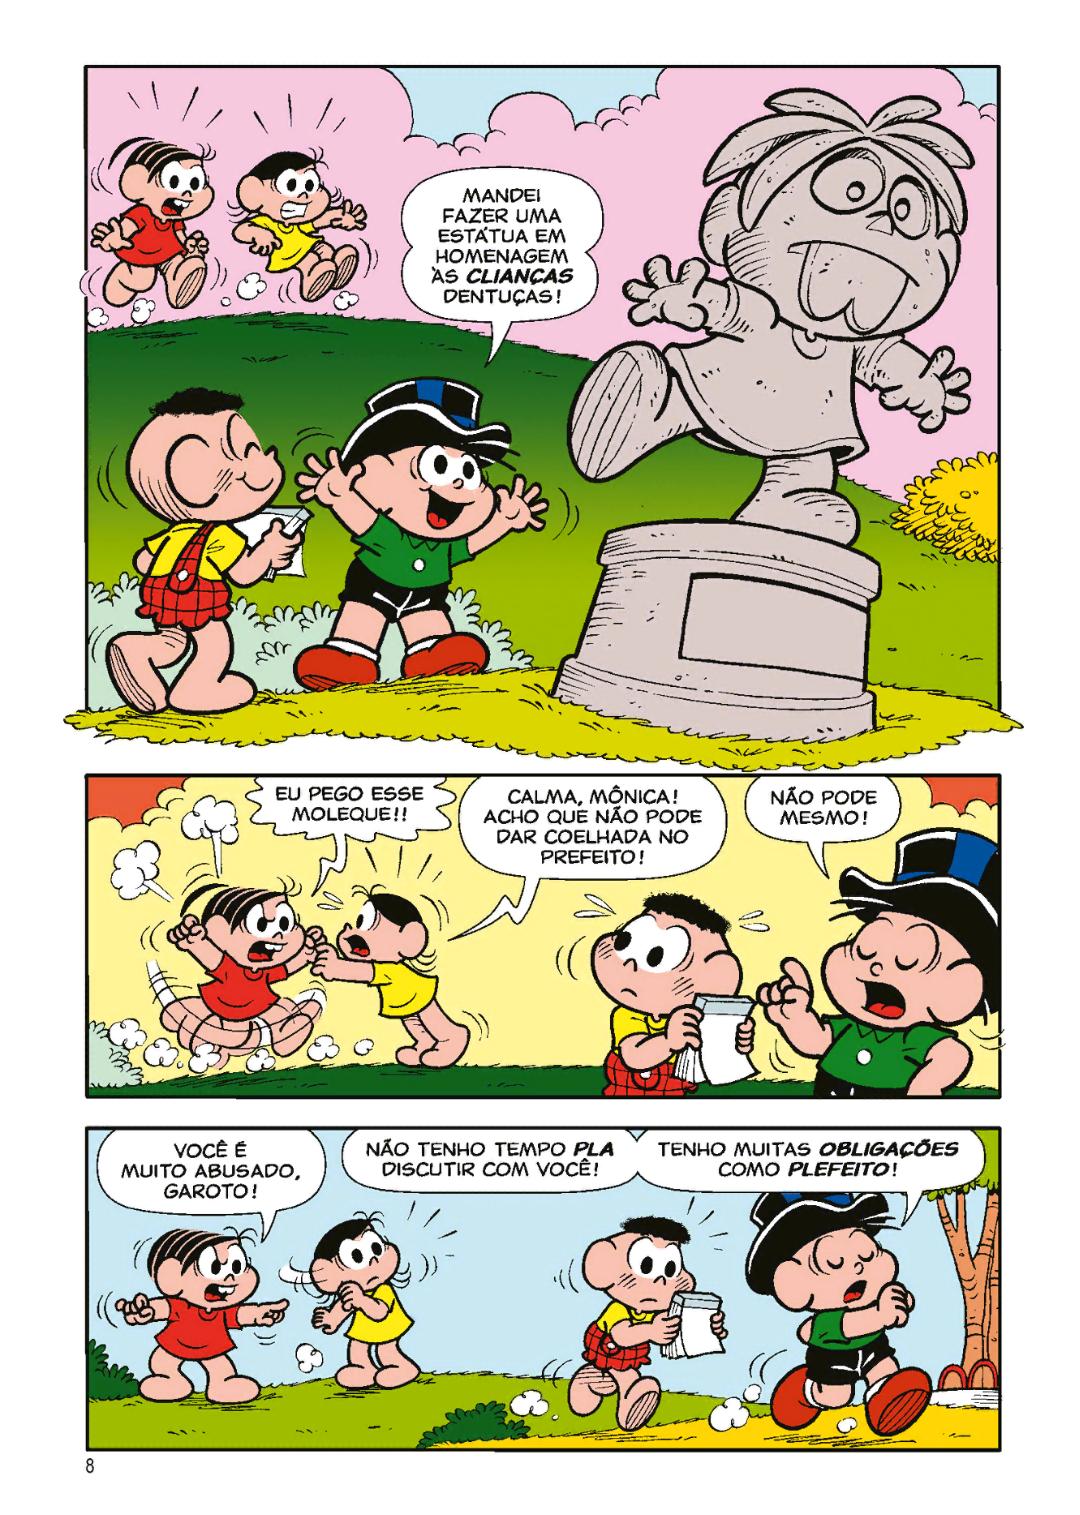 MANDEI
FAZER UMA
ESTÁTUA EM
HOMENAGEM
ÀS CLIANÇAS
DENTUÇAS!
EU PEGO ESSE
MOLEQUE!!
CALMA, MÔNICA!
ACHO QUE NÃO PODE
DAR COELHADA NO
PREFEITO!
NÃO PODE
MESMO!
VOCÊ É
MUITO ABUSADO,
GAROTO!
NÃO TENHO TEMPO PLA
DISCUTIR COM VOCÊ!
TENHO MUITAS OBLIGAÇÕES
COMO PLEFEITO!
8